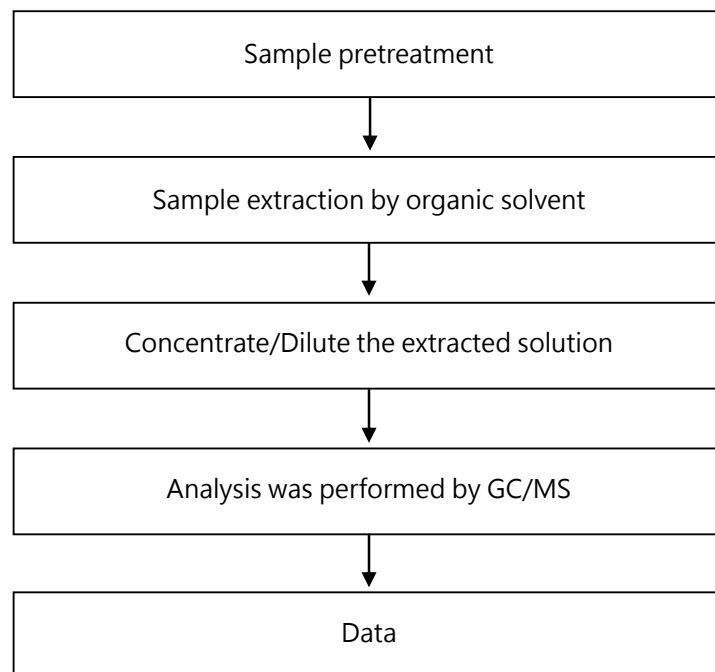 Sample pretreatment
Sample extraction by organic solvent
Concentrate/Dilute the extracted solution
Analysis was performed by GC/MS
Data